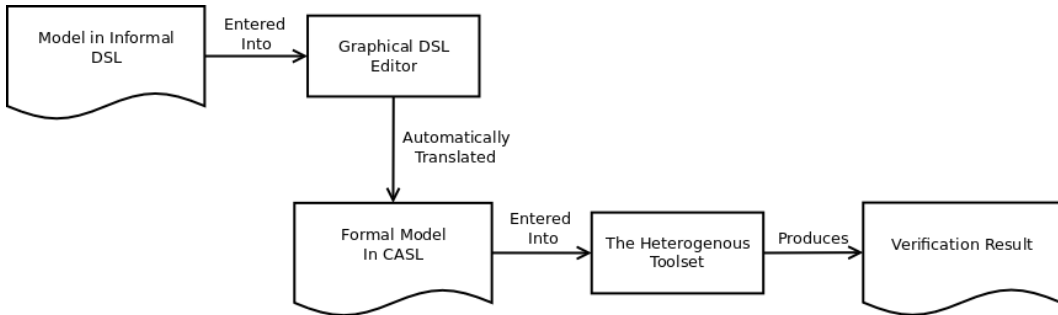 Model in Informal
DSL
Entered
Into
Graphical DSL
Editor
Automatically
Translated
Formal Model
In CASL
Entered
Into
The Heterogenous
Toolset
Produces
Verification Result